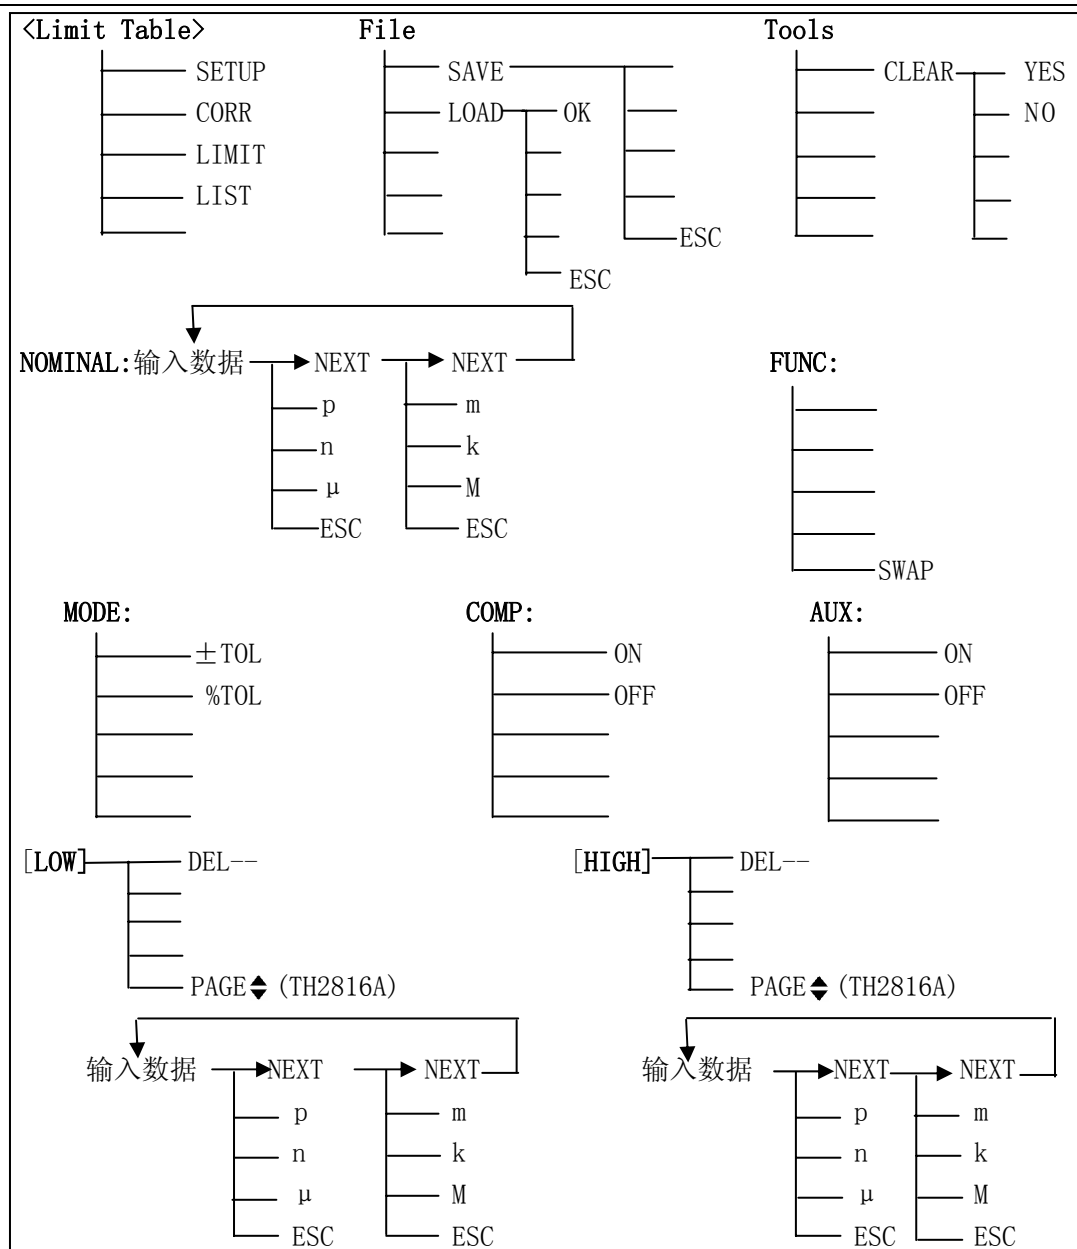 <Limit Table> File Tools
SETUP SAVE CLEAR YES
CORR LOAD OK NO
LIMIT
LIST
ESC
ESC
NOMINAL:输入数据 NEXT NEXT FUNC:
p m
n k
μ M
ESC ESC
SWAP
MODE: COMP: AUX:
±TOL ON ON
%TOL OFF OFF
[LOW] DEL-- [HIGH] DEL--
PAGE (TH2816A) PAGE (TH2816A)
输入数据 NEXT NEXT 输入数据 NEXT NEXT
p m p m
n k n k
μ M μ M
ESC ESC ESC ESC